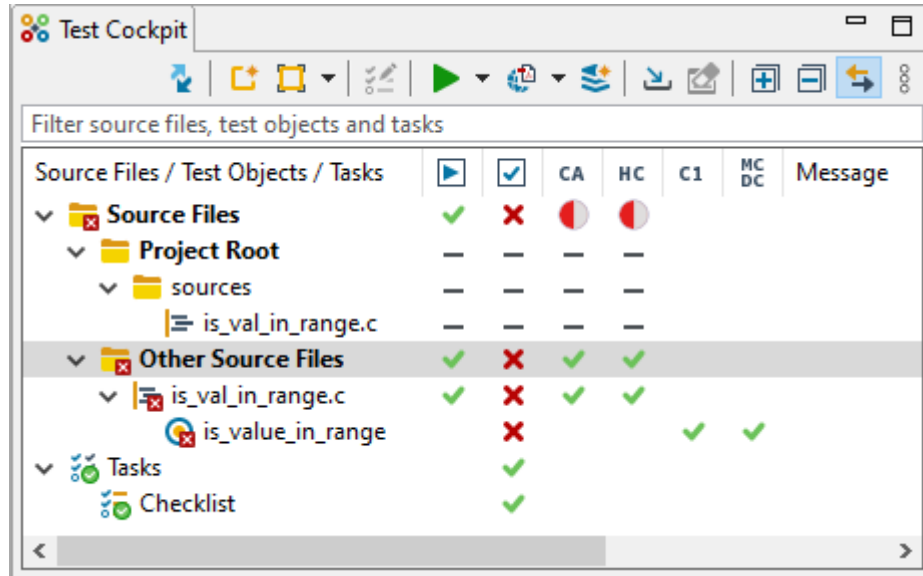 Test Cockpit
Filter source files, test objects and tasks
Source Files / Test Objects / Tasks CA HC C1 MC DC Message
Source Files
Project Root
sources
is_val_in_range.c
Other Source Files
is_val_in_range.c
is_value_in_range
Tasks
Checklist